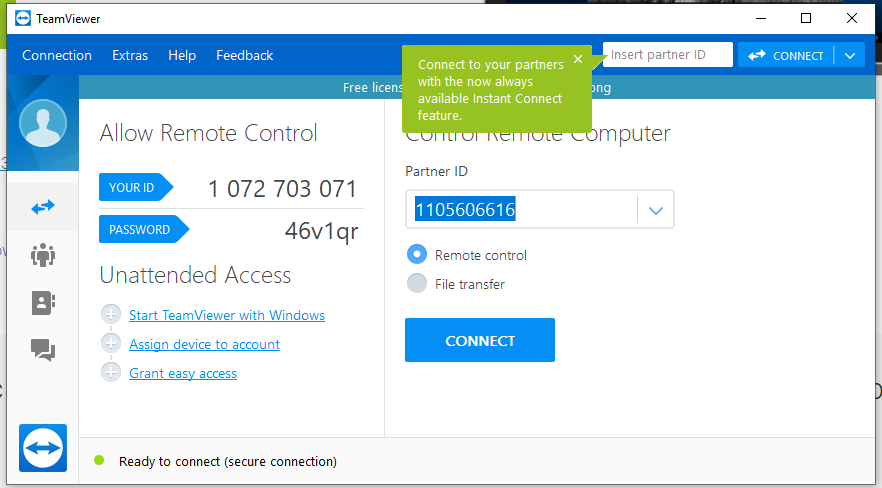 TeamViewer
Connection Extras Help Feedback
Insert partner ID
CONNECT
Connect to your partners
with the now always
available Instant Connect
feature.
Free licens
ong
Allow Remote Control
YOUR ID 1 072 703 071
PASSWORD 46v1qr
Unattended Access
Start TeamViewer with Windows
Assign device to account
Grant easy access
Control Remote Computer
Partner ID
1105606616
Remote control
File transfer
CONNECT
Ready to connect (secure connection)